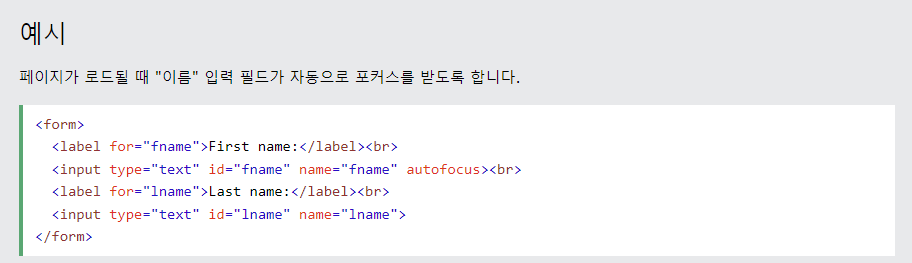 예시
페이지가 로드될 때 "이름" 입력 필드가 자동으로 포커스를 받도록 합니다.
<form>
  <label for="fname">First name:</label><br>
  <input type="text" id="fname" name="fname" autofocus><br>
  <label for="lname">Last name:</label><br>
  <input type="text" id="lname" name="lname">
</form>